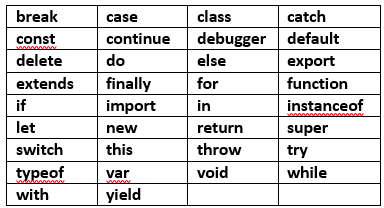 break case class catch
const continue debugger default
delete do else export
extends finally for function
if import in instanceof
let new return super
switch this throw try
typeof var void while
with yield